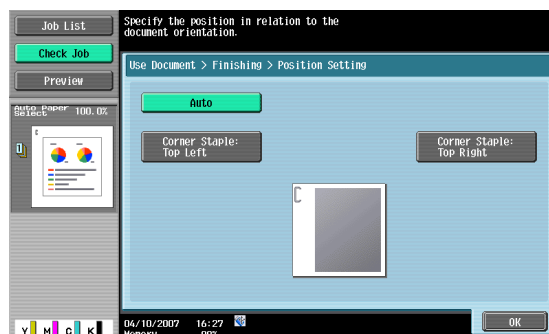 Job List
Check Job
Preview
Auto Paper
Select
100.0%
Specify the position in relation to the
document orientation.
Use Document > Finishing > Position Setting
Auto
Corner Staple:
Top Left
Corner Staple:
Top Right
Y M C K
04/10/2007 16:27
Memory
OK